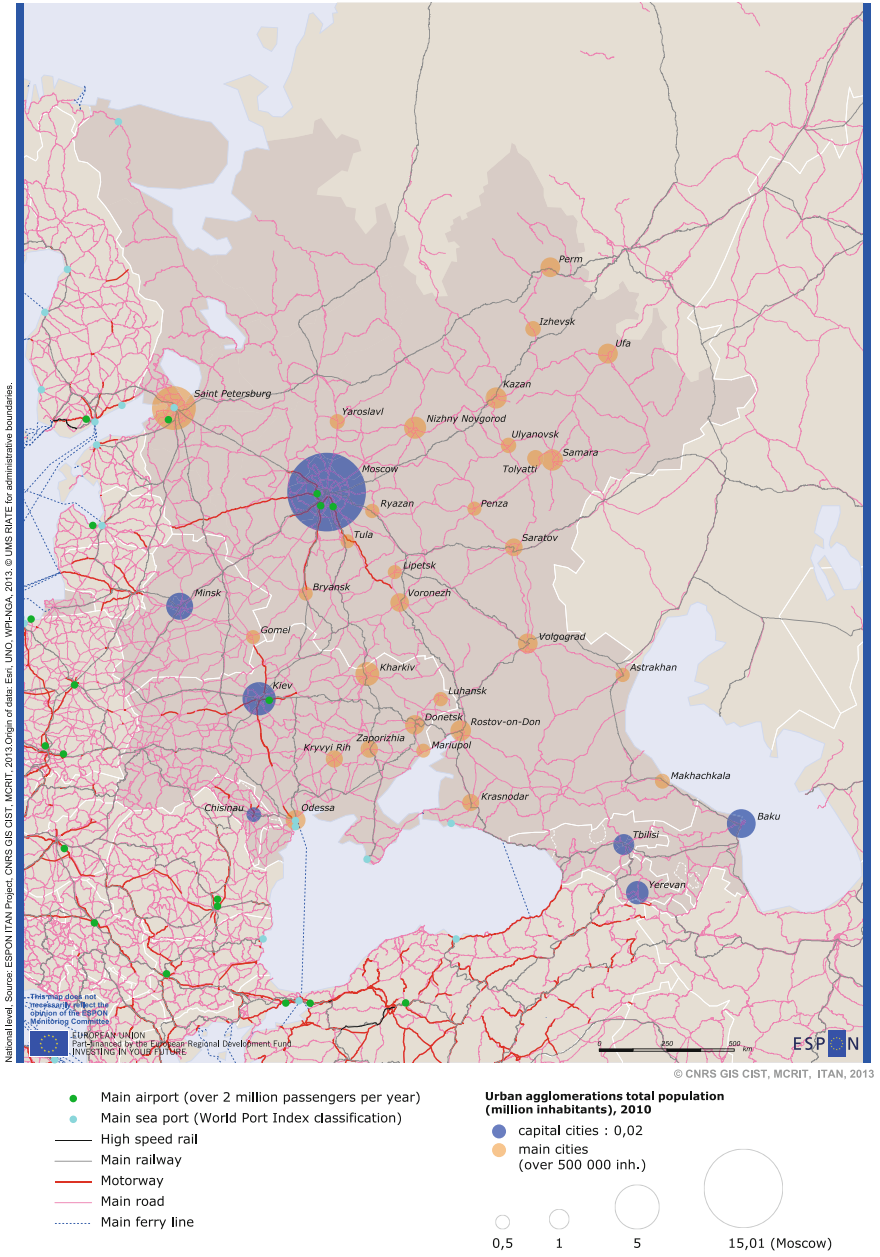 Perm
Izhevsk
Ufa
Kazan
Saint Petersburg
Yaroslavl
Nizhny Novgorod
Ulyanovsk
Samara
Tolyatti
Moscow
Ryazan
Penza
Tula
Saratov
Lipetsk
Bryansk
Voronezh
Minsk
Gomel
Volgograd
Kharkiv
Astrakhan
Kiev
Luhansk
Donetsk
Rostov-on-Don
Zaporizhia
Kryvyi Rih
Mariupol
Makhachkala
Krasnodar
Chisinau
Odessa
Baku
Tbilisi
Yerevan
National level. Source: ESPON ITAN Project, CNRS GIS CIST, MCRIT, 2013.Origin of data: Esri, UNO, WPI-NGA, 2013. © UMS RIATE for administrative boundaries.
This map does not
necessarily reflect the
opinion of the ESPON
Monitoring Committee
EUROPEAN UNION
Part-financed by the European Regional Development Fund
INVESTING IN YOUR FUTURE
0 250 500 km
ESPON
© CNRS GIS CIST, MCRIT, ITAN, 2013
Main airport (over 2 million passengers per year)
Main sea port (World Port Index classification)
High speed rail
Main railway
Motorway
Main road
Main ferry line
Urban agglomerations total population
(million inhabitants), 2010
capital cities : 0,02
main cities
(over 500 000 inh.)
0,5 1 5 15,01 (Moscow)